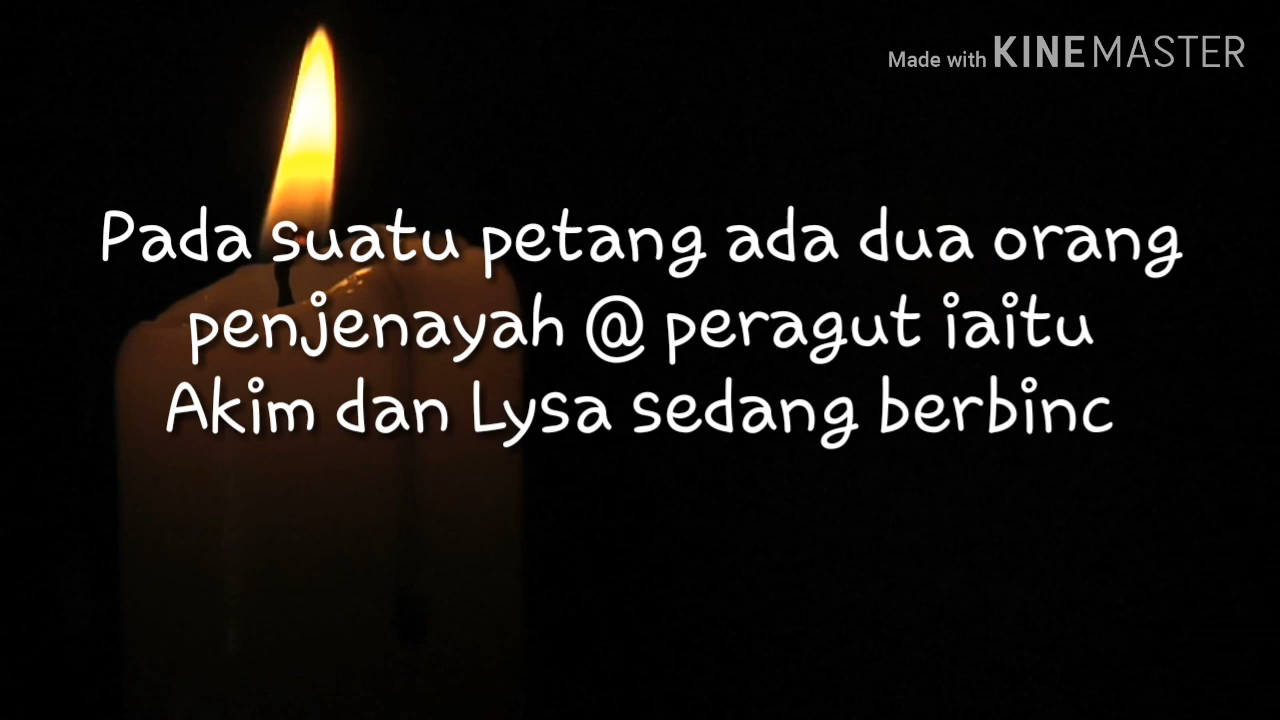 Made with KINEMASTER
Pada suatu petang ada dua orang
penjenayah @ peragut iaitu
Akim dan Lysa sedang berbinc